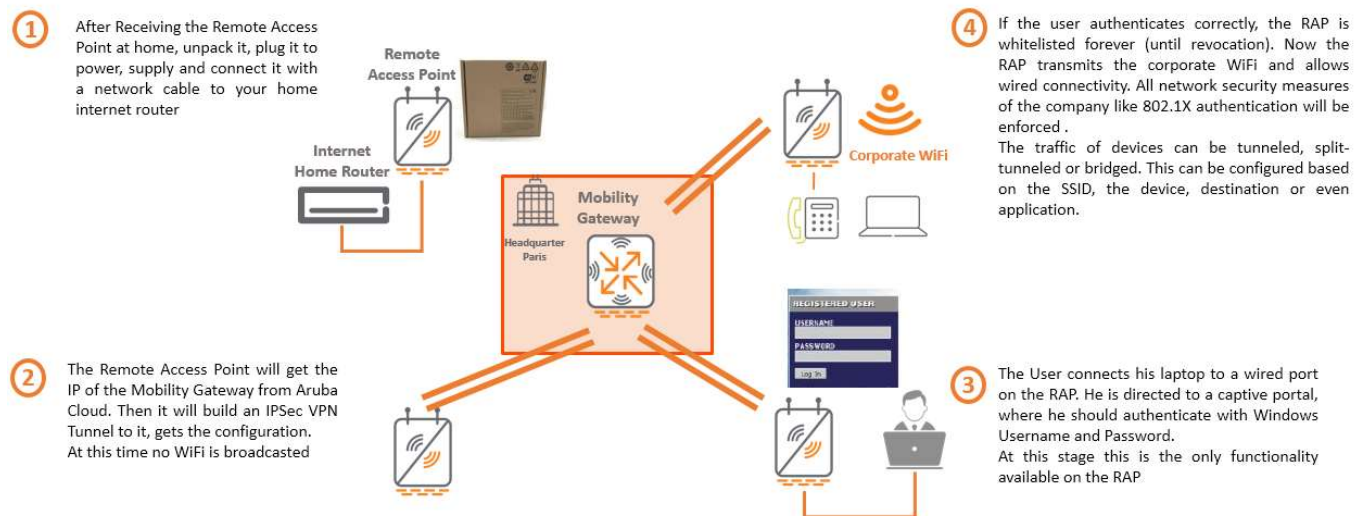 1
After Receiving the Remote Access
Point at home, unpack it, plug it to
power, supply and connect it with
a network cable to your home
internet router
Remote
Access Point
Internet
Home Router
Mobility
Gateway
Headquarter
Paris
Corporate WiFi
4
If the user authenticates correctly, the RAP is
whitelisted forever (until revocation). Now the
RAP transmits the corporate WiFi and allows
wired connectivity. All network security measures
of the company like 802.1X authentication will be
enforced .
The traffic of devices can be tunneled, split-
tunneled or bridged. This can be configured based
on the SSID, the device, destination or even
application.
2
The Remote Access Point will get the
IP of the Mobility Gateway from Aruba
Cloud. Then it will build an IPSec VPN
Tunnel to it, gets the configuration.
At this time no WiFi is broadcasted
REGISTERED USER
USERNAME
PASSWORD
Log In
3
The User connects his laptop to a wired port
on the RAP. He is directed to a captive portal,
where he should authenticate with Windows
Username and Password.
At this stage this is the only functionality
available on the RAP